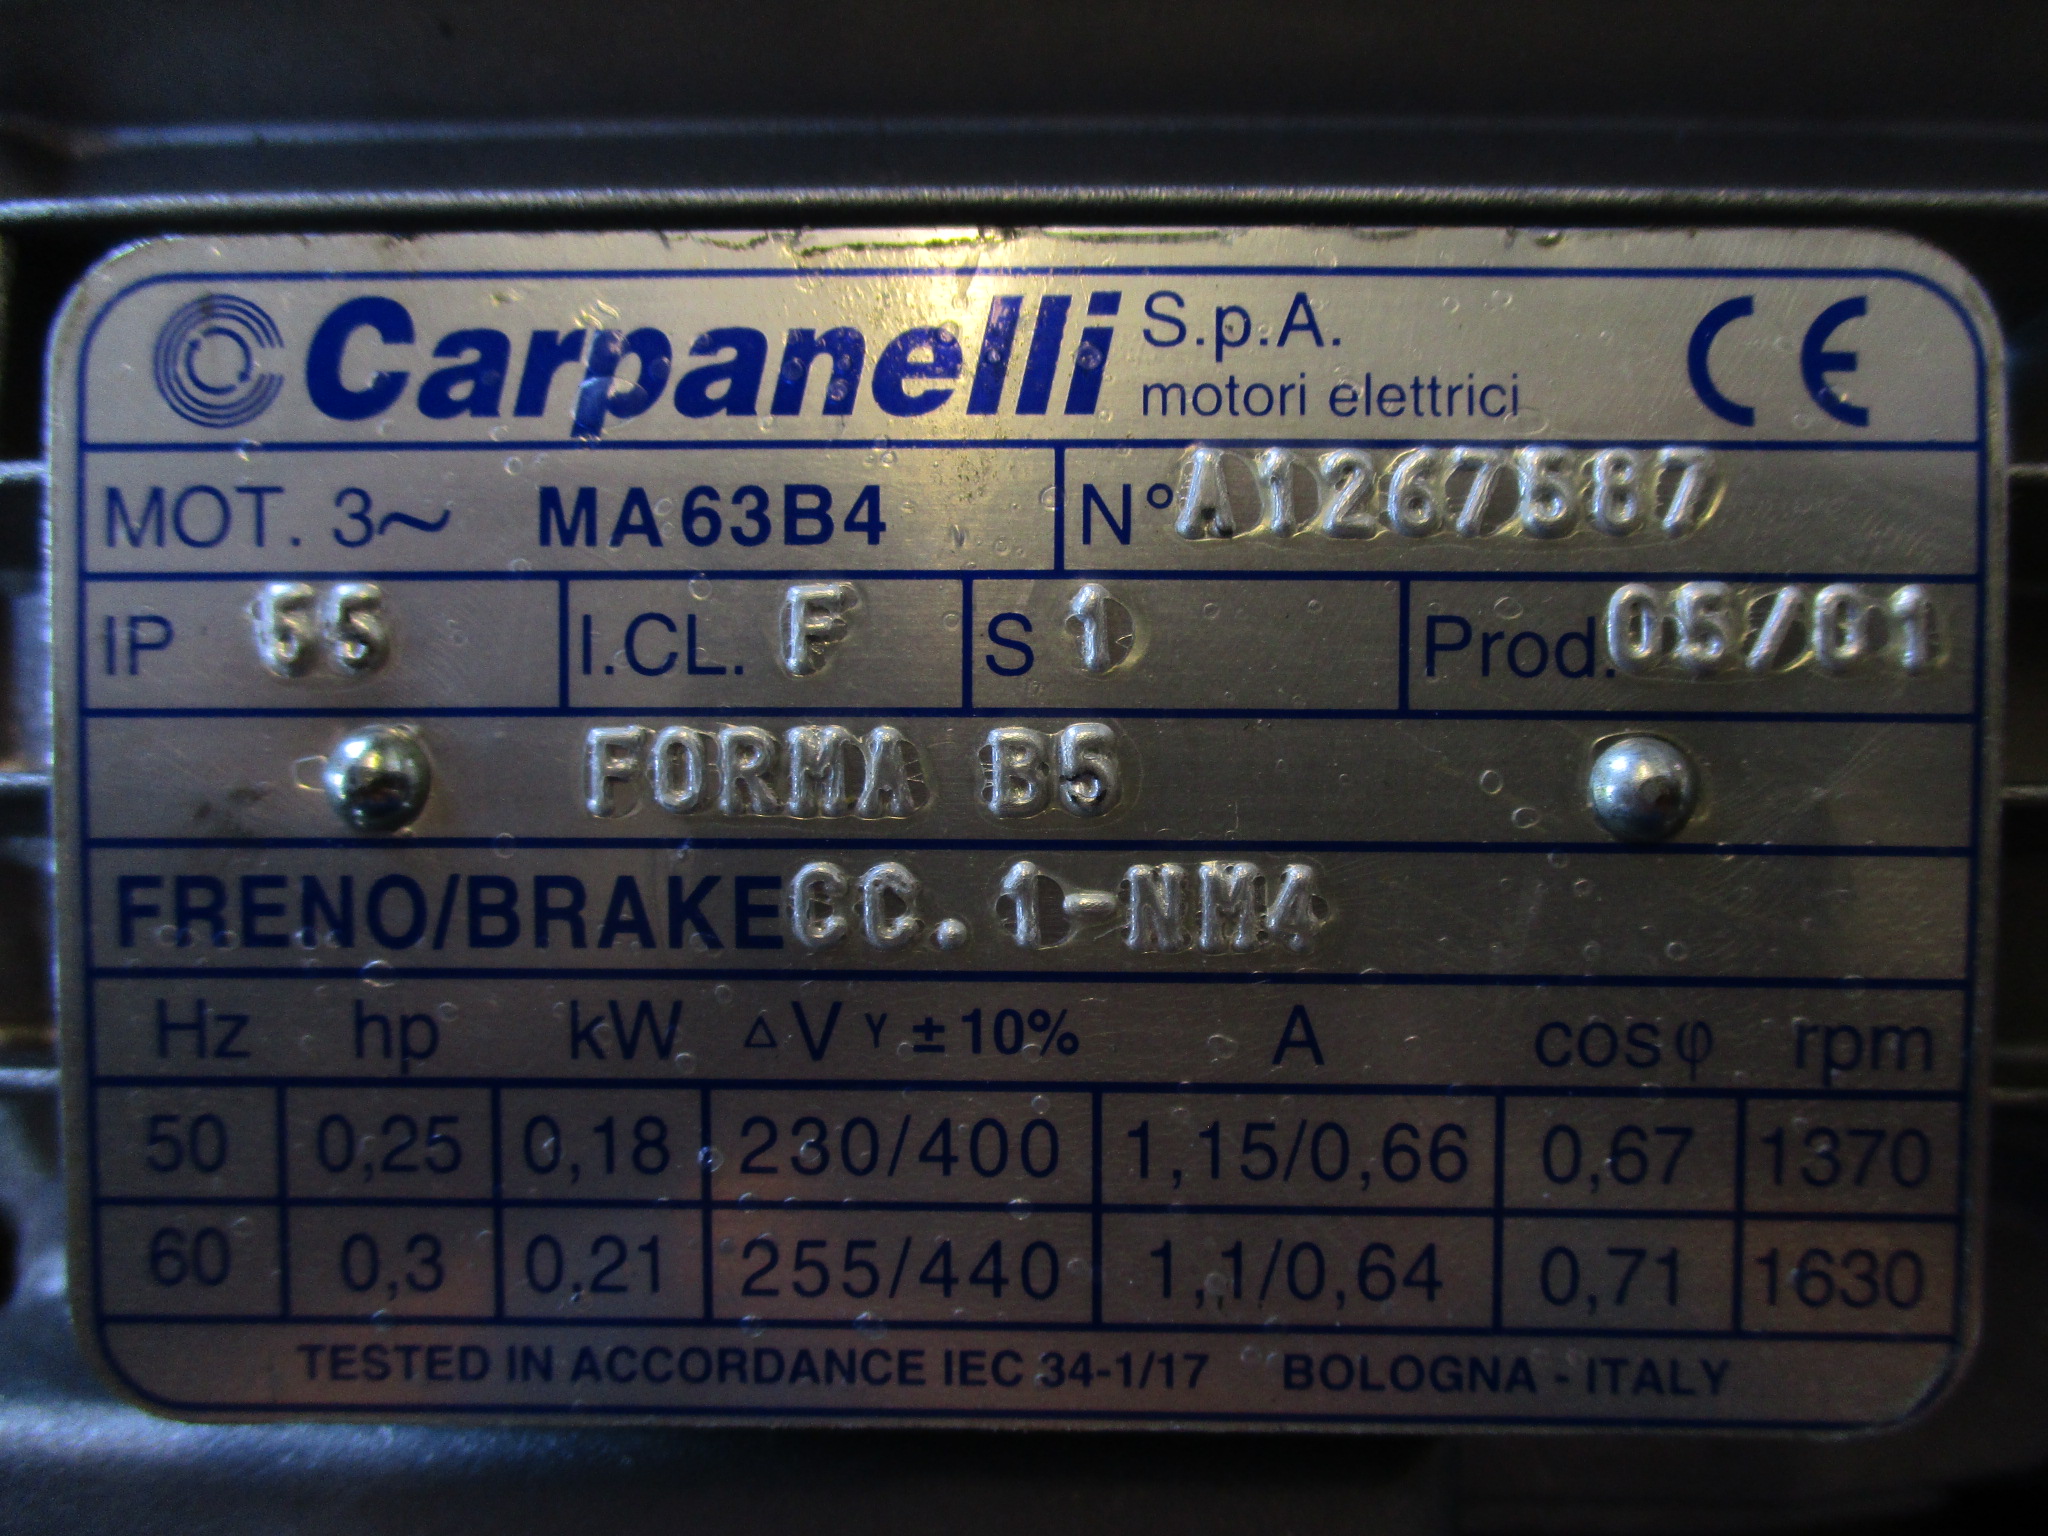 Carpanelli S.p.A.
motori elettrici
CE
MOT. 3~ MA63B4 N° A1267587
IP 55 I.CL. F S 1 Prod. 05/01
FORMA B5
FRENO/BRAKE CC. 1-NM4
Hz hp kW △ V Y ± 10% A cos φ rpm
50 0,25 0,18 230/400 1,15/0,66 0,67 1370
60 0,3 0,21 255/440 1,1/0,64 0,71 1630
TESTED IN ACCORDANCE IEC 34-1/17 BOLOGNA - ITALY